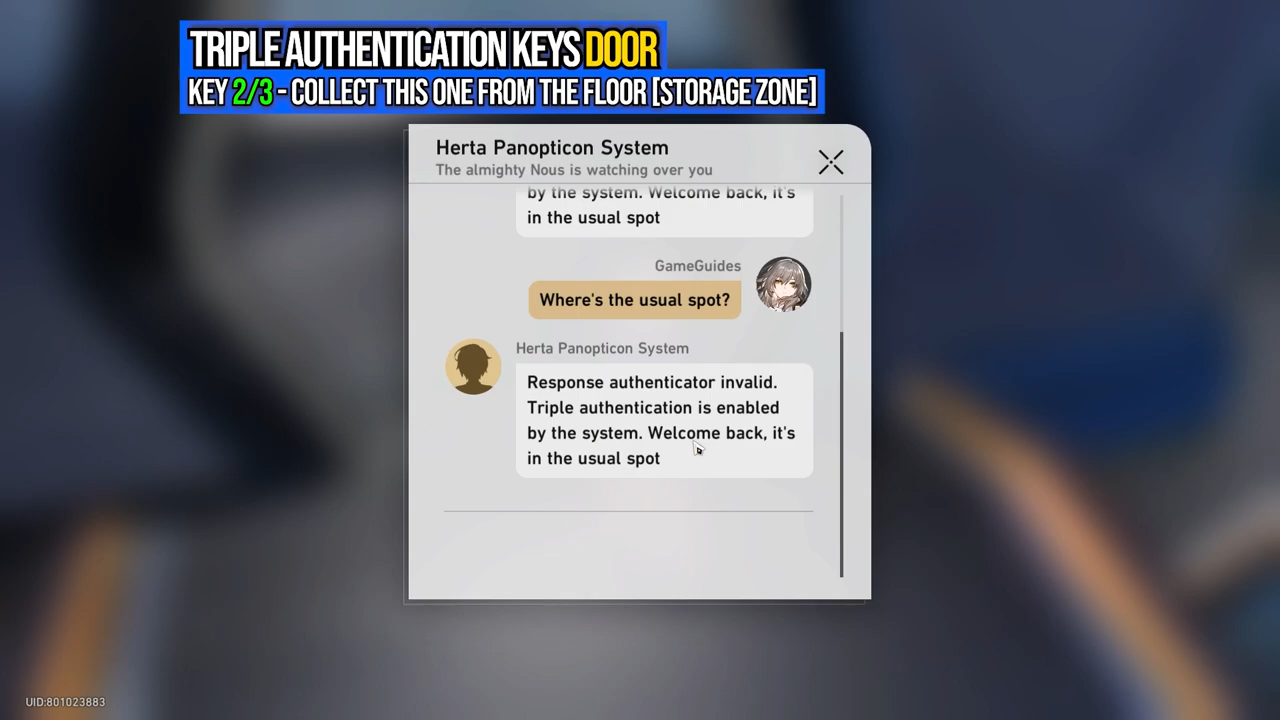 TRIPLE AUTHENTICATION KEYS DOOR
KEY 2/3 - COLLECT THIS ONE FROM THE FLOOR [STORAGE ZONE]
Herta Panopticon System
The almighty Nous is watching over you
by the system. Welcome back, it's
in the usual spot
GameGuides
Where's the usual spot?
Herta Panopticon System
Response authenticator invalid.
Triple authentication is enabled
by the system. Welcome back, it's
in the usual spot
UID:801023883